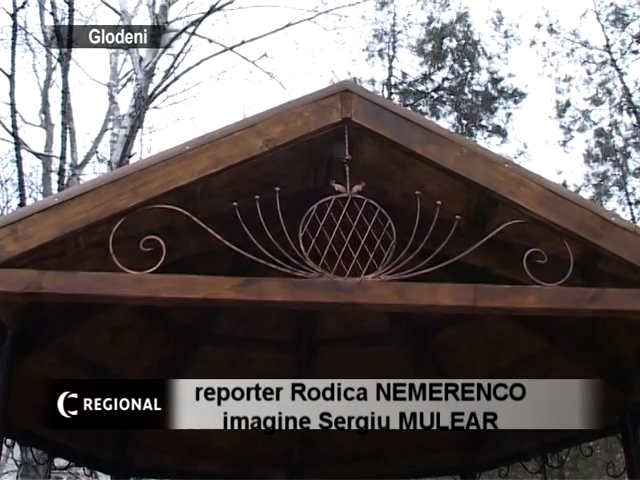 Glodeni
reporter Rodica NEMERENCO
REGIONAL
imagine Sergiu MULEAR